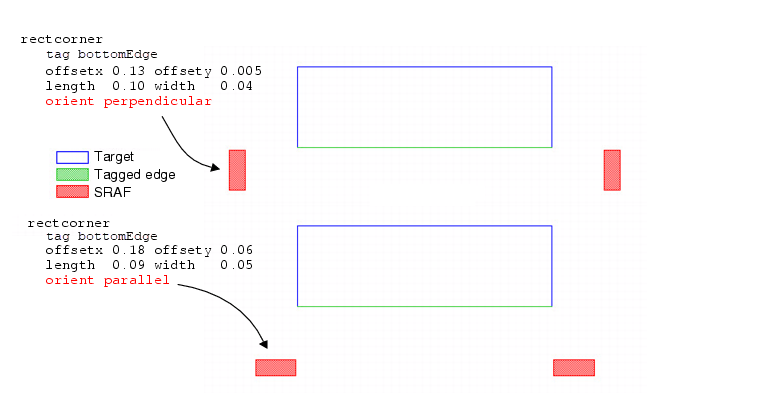 rectcorner
tag bottomEdge
offsetx 0.13 offsety 0.005
length 0.10 width 0.04
orient perpendicular
Target
Tagged edge
SRAF
rectcorner
tag bottomEdge
offsetx 0.18 offsety 0.06
length 0.09 width 0.05
orient parallel